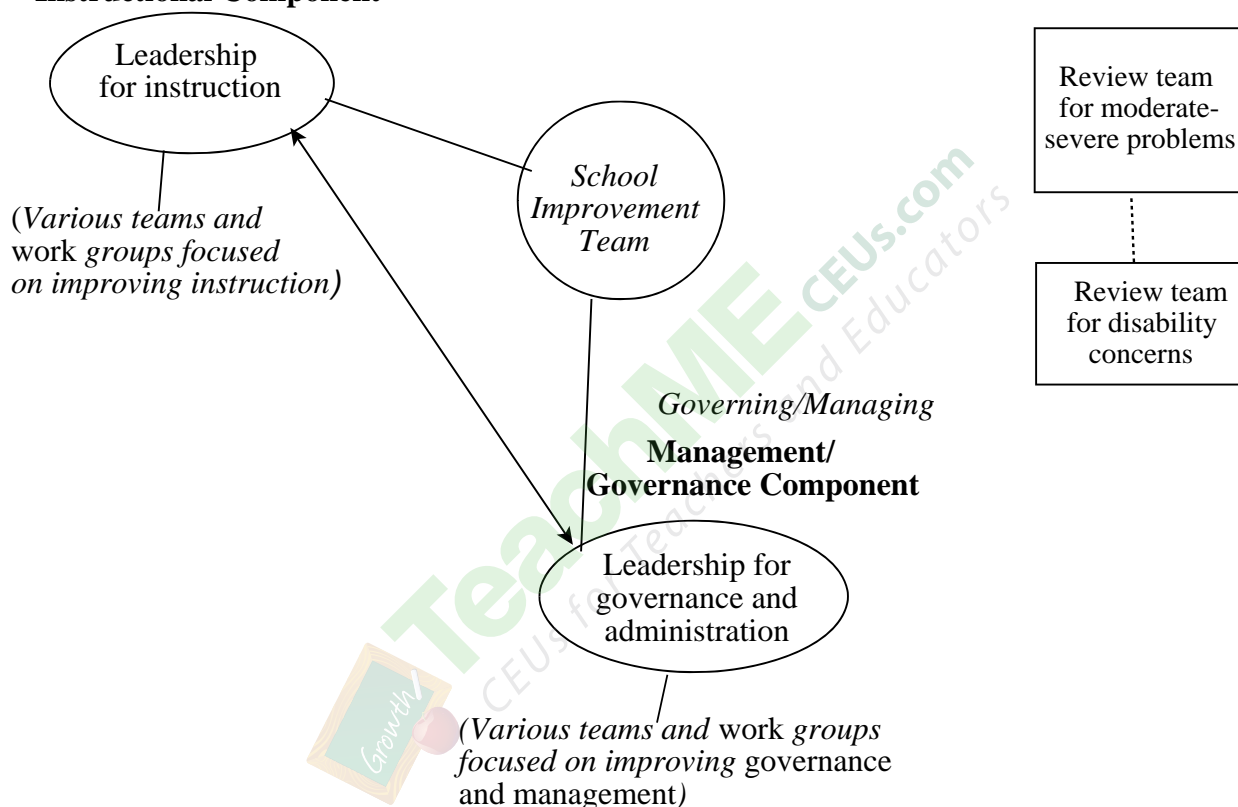 Instructional Component
Leadership
for instruction
(Various teams and
work groups focused
on improving instruction)
School
Improvement
Team
Review team
for moderate-
severe problems
Review team
for disability
concerns
Governing/Managing
Management/
Governance Component
Leadership for
governance and
administration
(Various teams and work groups
focused on improving governance
and management)
TeachME CEUs.com
CEUs for Teachers and Educators
Growth